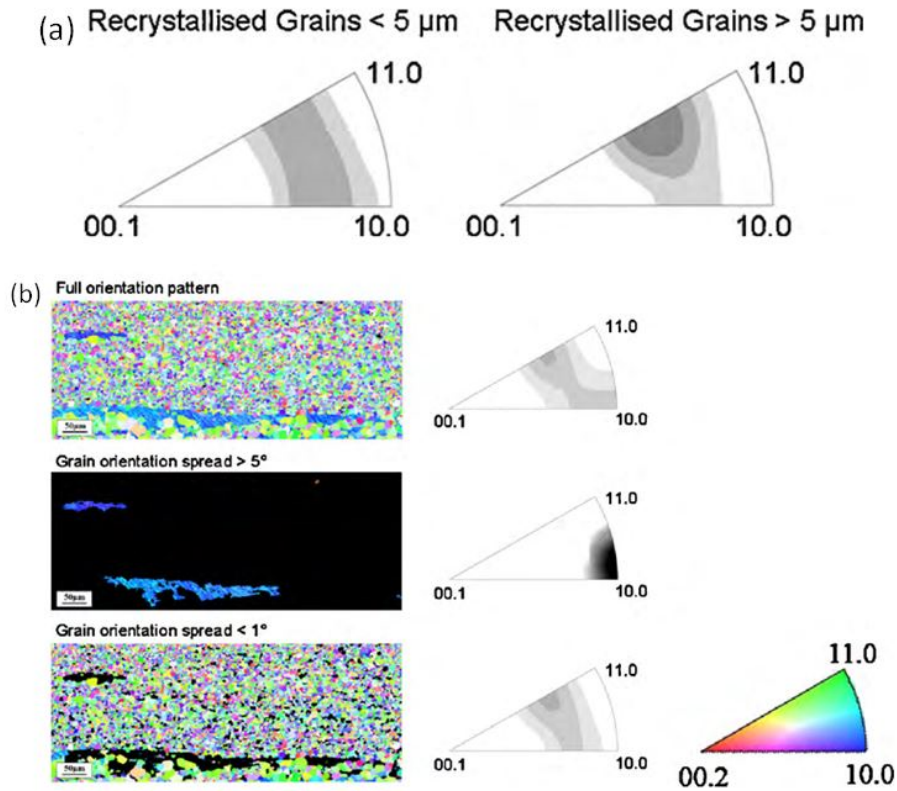 (a) Recrystallised Grains < 5 µm Recrystallised Grains > 5 µm
11.0 11.0
00.1 10.0 00.1 10.0
(b) Full orientation pattern
11.0
50µm
00.1 10.0
Grain orientation spread > 5°
11.0
50µm
00.1 10.0
Grain orientation spread < 1°
11.0 11.0
50µm
00.1 10.0 00.2 10.0